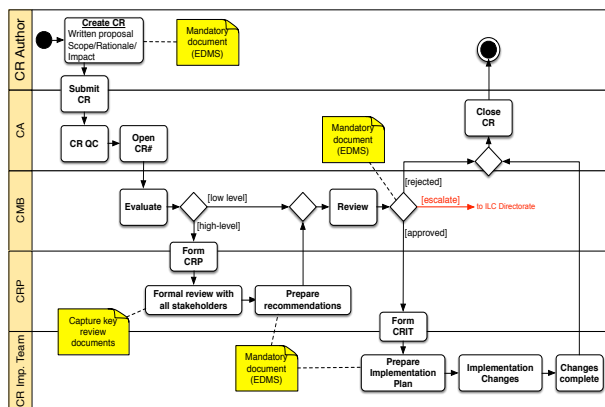 CR Author
Create CR
Written proposal
Scope/Rationale/
Impact
Mandatory
document
(EDMS)
Submit
CR
CA
CR QC
Open
CR#
Mandatory
document
(EDMS)
Close
CR
[rejected]
CMB
Evaluate
[low level]
[high-level]
Review
[escalate]
to ILC Directorate
[approved]
Form
CRP
CRP
Formal review with
all stakeholders
Prepare
recommendations
Capture key
review
documents
Form
CRIT
CR Imp. Team
Mandatory
document
(EDMS)
Prepare
Implementation
Plan
Implementation
Changes
Changes
complete